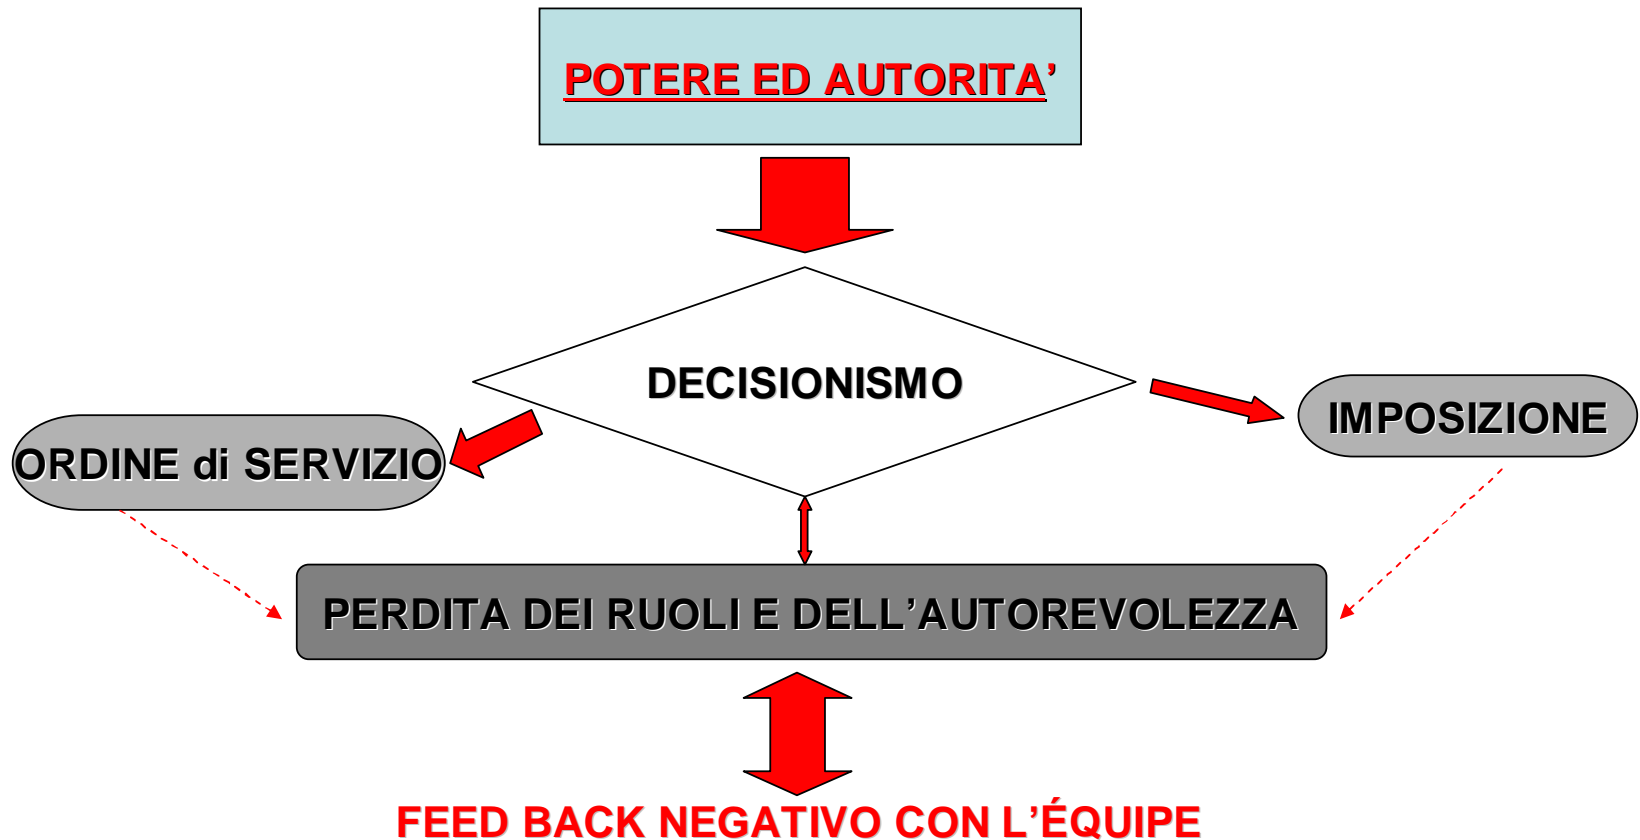 POTERE ED AUTORITA’
DECISIONISMO
IMPOSIZIONE
ORDINE di SERVIZIO
PERDITA DEI RUOLI E DELL’AUTOREVOLEZZA
FEED BACK NEGATIVO CON L’ÉQUIPE